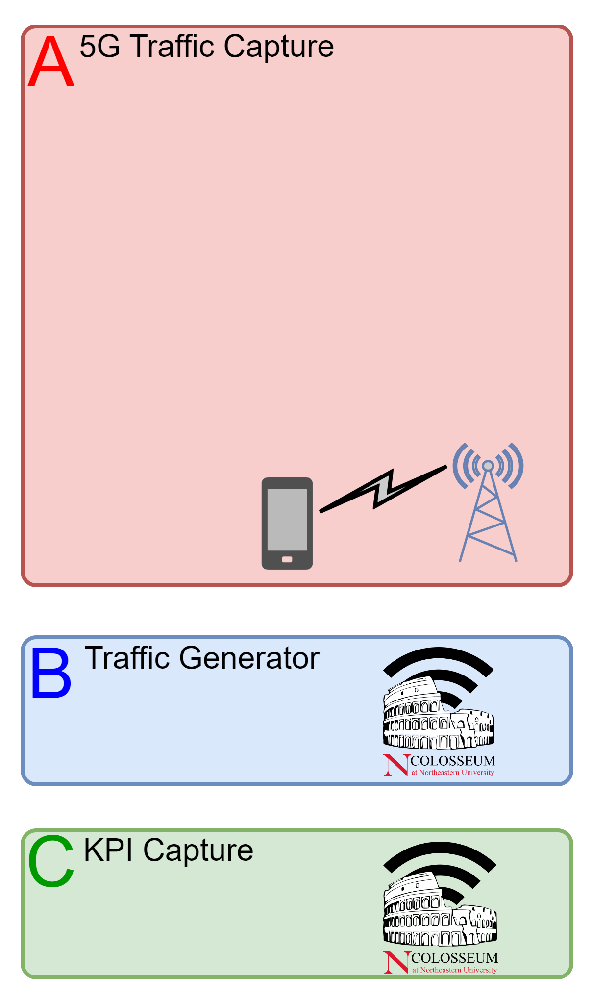 A 5G Traffic Capture
B Traffic Generator
N COLOSSEUM
at Northeastern University
C KPI Capture
N COLOSSEUM
at Northeastern University